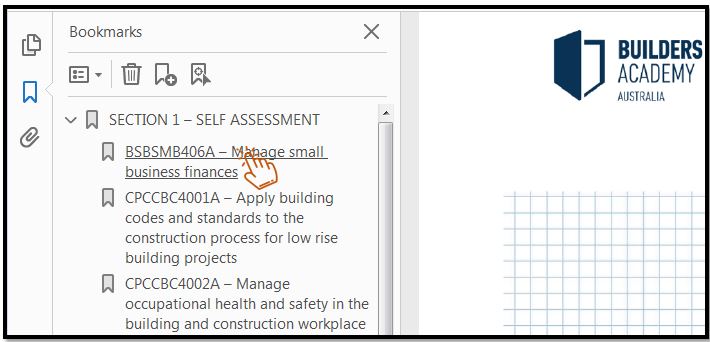 Bookmarks
SECTION 1 – SELF ASSESSMENT
BSBSMB406A – Manage small
business finances
CPCCBC4001A – Apply building
codes and standards to the
construction process for low rise
building projects
CPCCBC4002A – Manage
occupational health and safety in the
building and construction workplace
BUILDERS
ACADEMY
AUSTRALIA